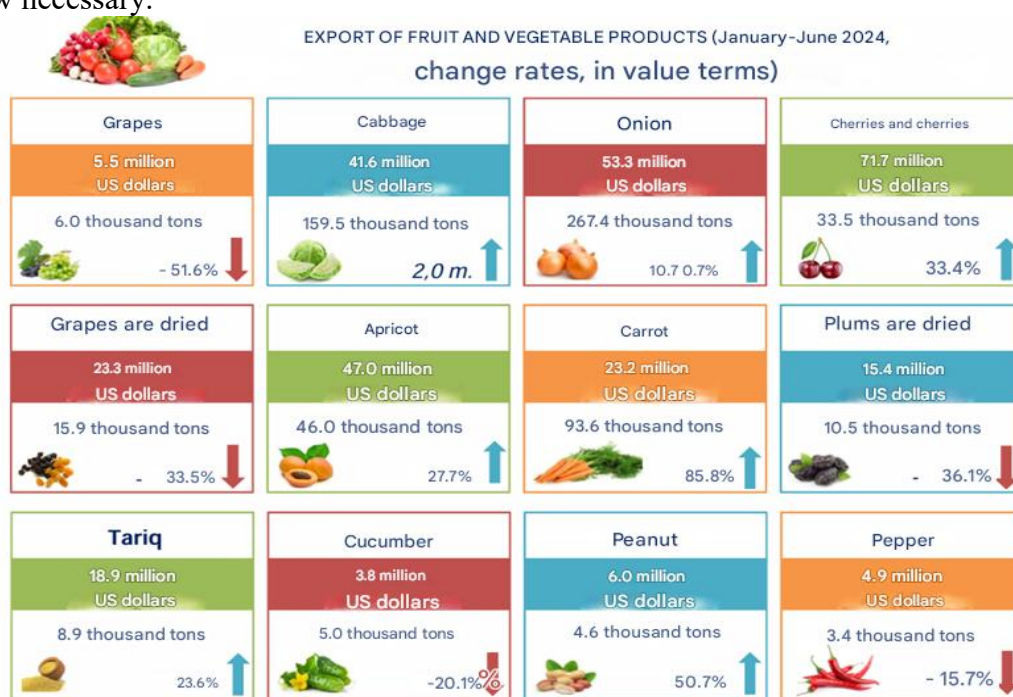 necessary.
EXPORT OF FRUIT AND VEGETABLE PRODUCTS (January-June 2024,
change rates, in value terms)
Grapes
5.5 million
US dollars
6.0 thousand tons
- 51.6%
Cabbage
41.6 million
US dollars
159.5 thousand tons
2,0 m.
Onion
53.3 million
US dollars
267.4 thousand tons
10.7 0.7%
Cherries and cherries
71.7 million
US dollars
33.5 thousand tons
33.4%
Grapes are dried
23.3 million
US dollars
15.9 thousand tons
- 33.5%
Apricot
47.0 million
US dollars
46.0 thousand tons
27.7%
Carrot
23.2 million
US dollars
93.6 thousand tons
85.8%
Plums are dried
15.4 million
US dollars
10.5 thousand tons
- 36.1%
Tariq
18.9 million
US dollars
8.9 thousand tons
23.6%
Cucumber
3.8 million
US dollars
5.0 thousand tons
-20.1%
Peanut
6.0 million
US dollars
4.6 thousand tons
50.7%
Pepper
4.9 million
US dollars
3.4 thousand tons
- 15.7%